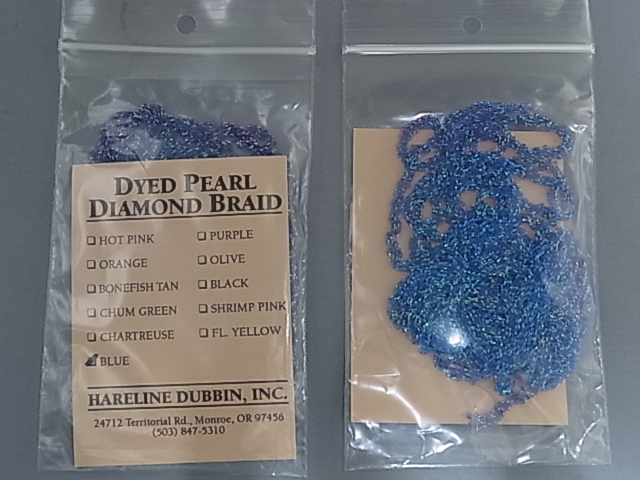 DYED PEARL
DIAMOND BRAID
HOT PINK
ORANGE
BONEFISH TAN
CHUM GREEN
CHARTREUSE
BLUE
PURPLE
OLIVE
BLACK
SHRIMP PINK
FL. YELLOW
HARELINE DUBBIN, INC.
24712 Territorial Rd., Monroe, OR 97456
(503) 847-5310